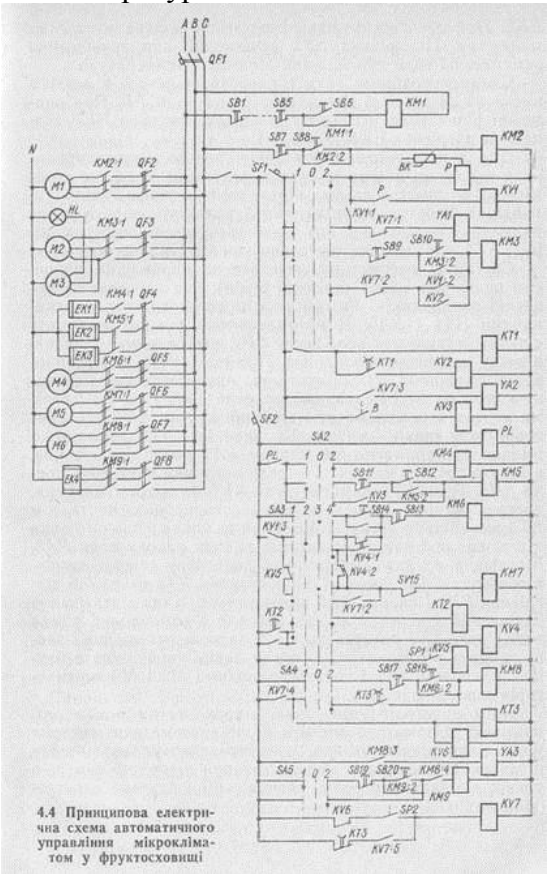 A B C
QF1
SB1 SB5 SB6 KM1
KM1·1
SB7 SB8 KM2
KM2·2
N
KM2·1 QF2
M1
SF1 1 0 2
BK P
HL
P KV1
KV1·1 KV7·1 YA1
KM3·1 QF3
M2
SB9 SB10 KM3
KM3·2
M3
KV7·2 KV1·2
KV2
EK1 KM4·1 QF4
EK2 KM5·1
EK3
KT1
KM6·1 QF5
M4
KT1 KV2
KM7·1 QF6
M5
KV7·3 YA2
KM8·1 QF7
M6
B KV3
SF2
KM9·1 QF8
EK4
SA2 PL
PL 1 0 2 KM4
SB11 SB12 KM5
KV3 KM5·2
SA3 1 2 3 4 SB14 SB13 KM6
KV1·3
KV4·1
KV5 KV4·2
SV15 KM7
KV7·2
KT2 KT2
KV4
SP1 KV5
SA4 1 0 2 SB17 SB18 KM8
KV7·4 KT3 KM8·2
KT3
KM8·3 KV6 YA3
SA5 1 0 2 SB19 SB20 KM8·4
KM9·2 KM9
KV6 SP2 KV7
KT3 KV7·5
4.4 Принципова електрич-
на схема автоматичного
управління мікрокліма-
том у фруктосховищі